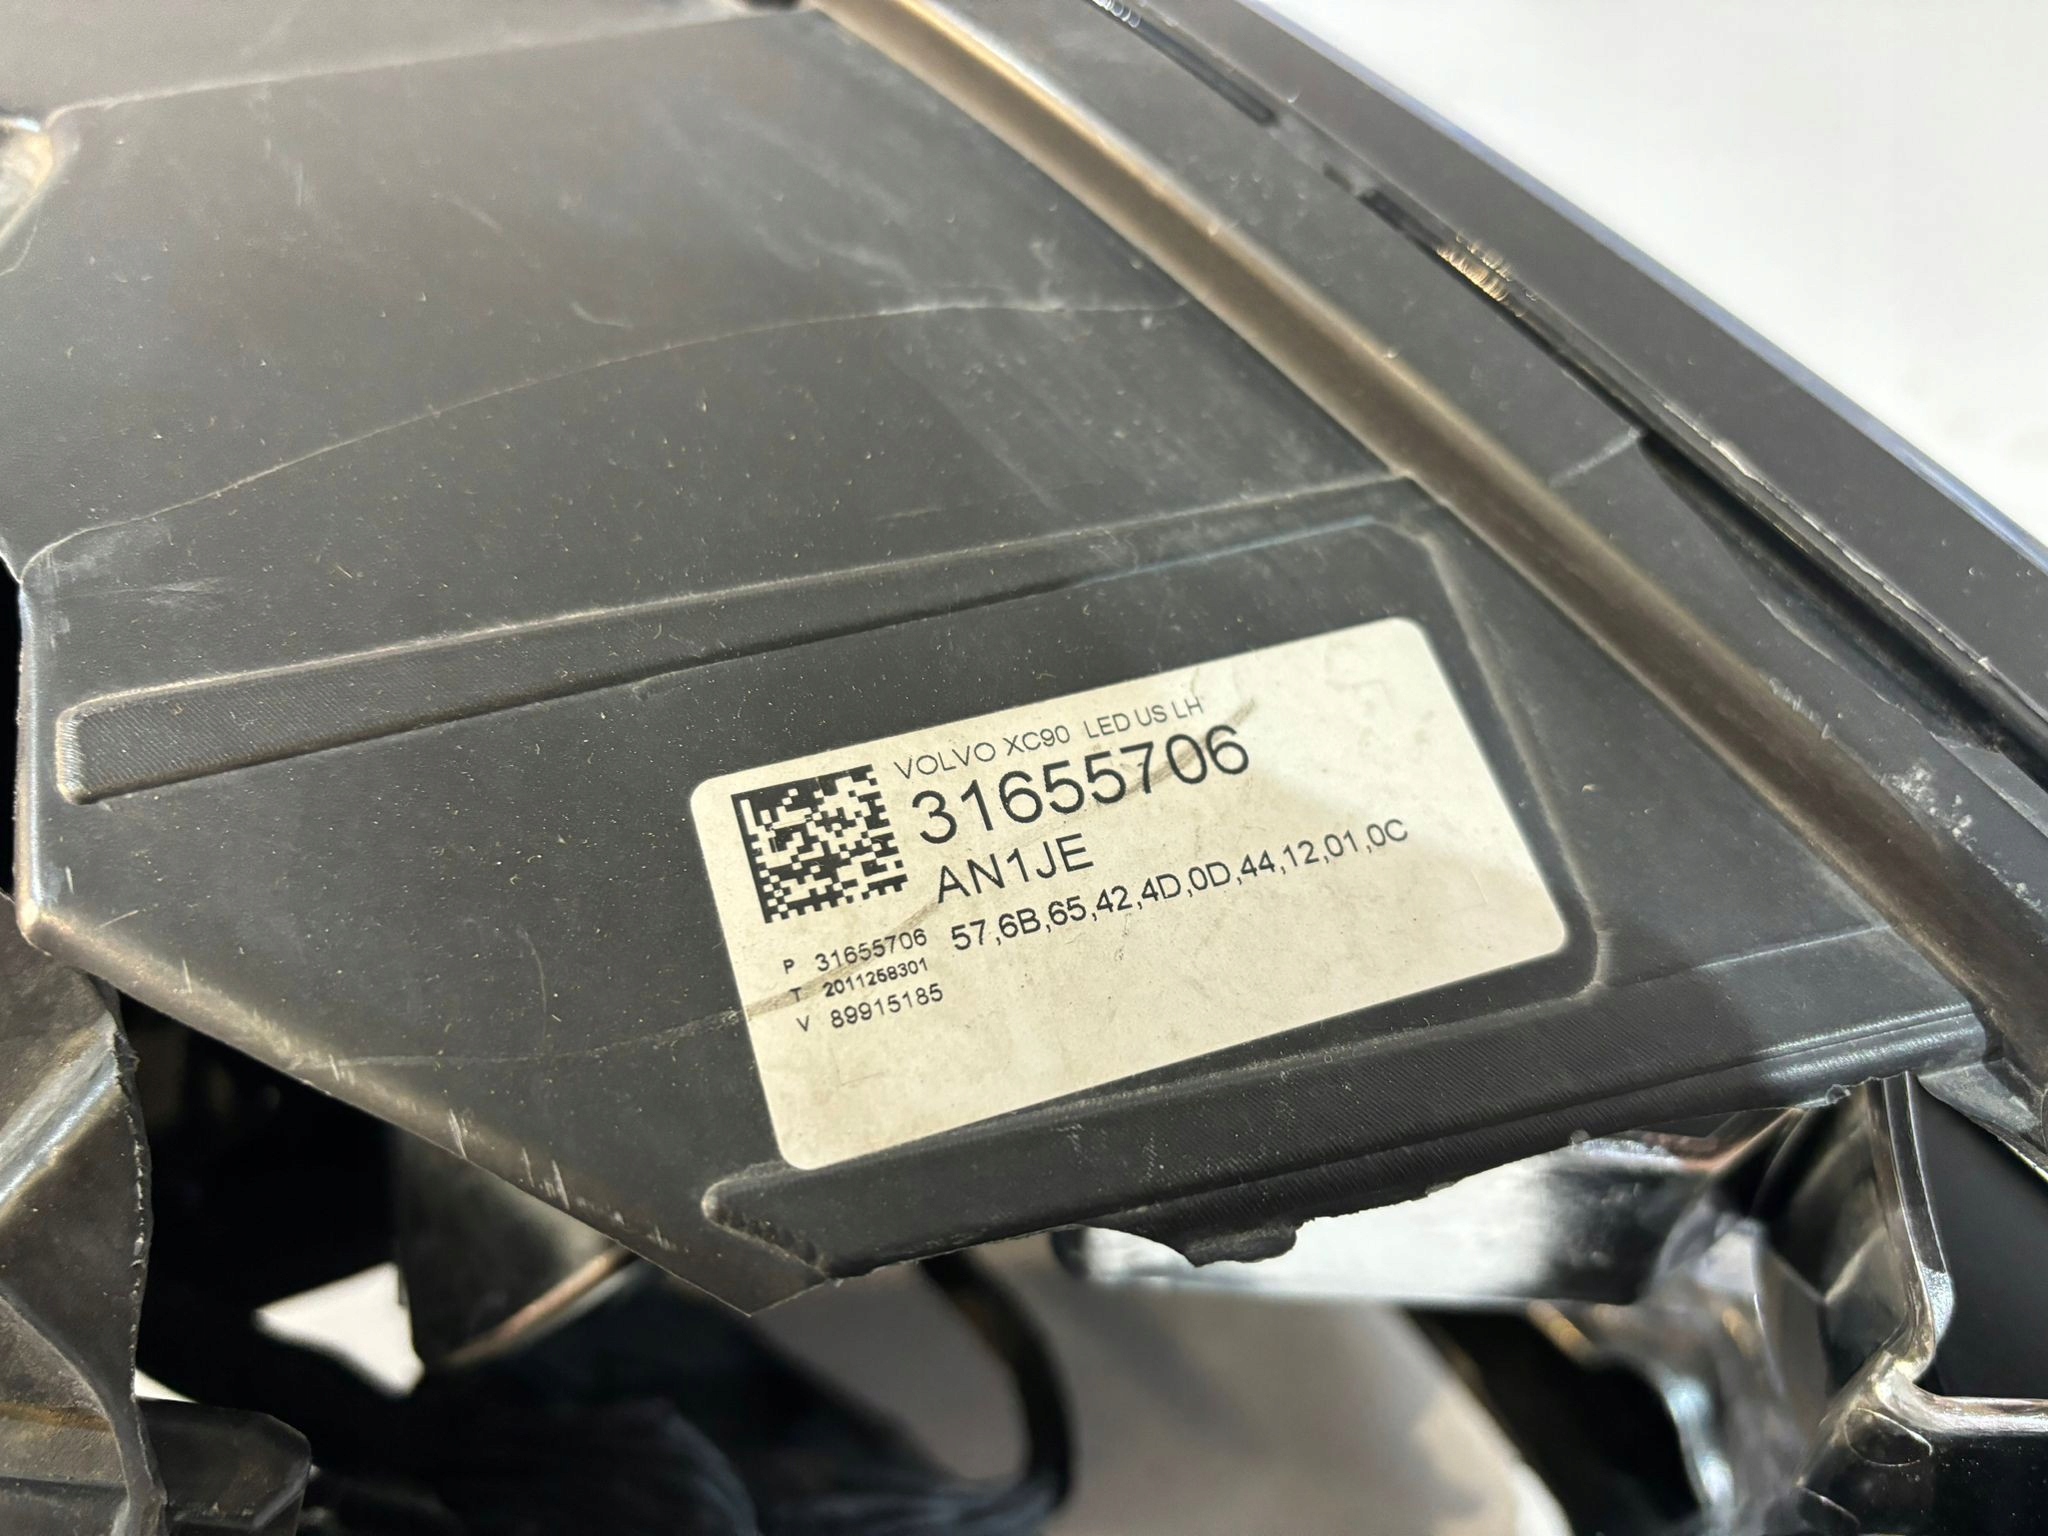 VOLVO XC90 LED US LH
31655706
AN1JE
57,6B,65,42,4D,0D,44,12,01,0C
P 31655706
T 2011258301
V 89915185